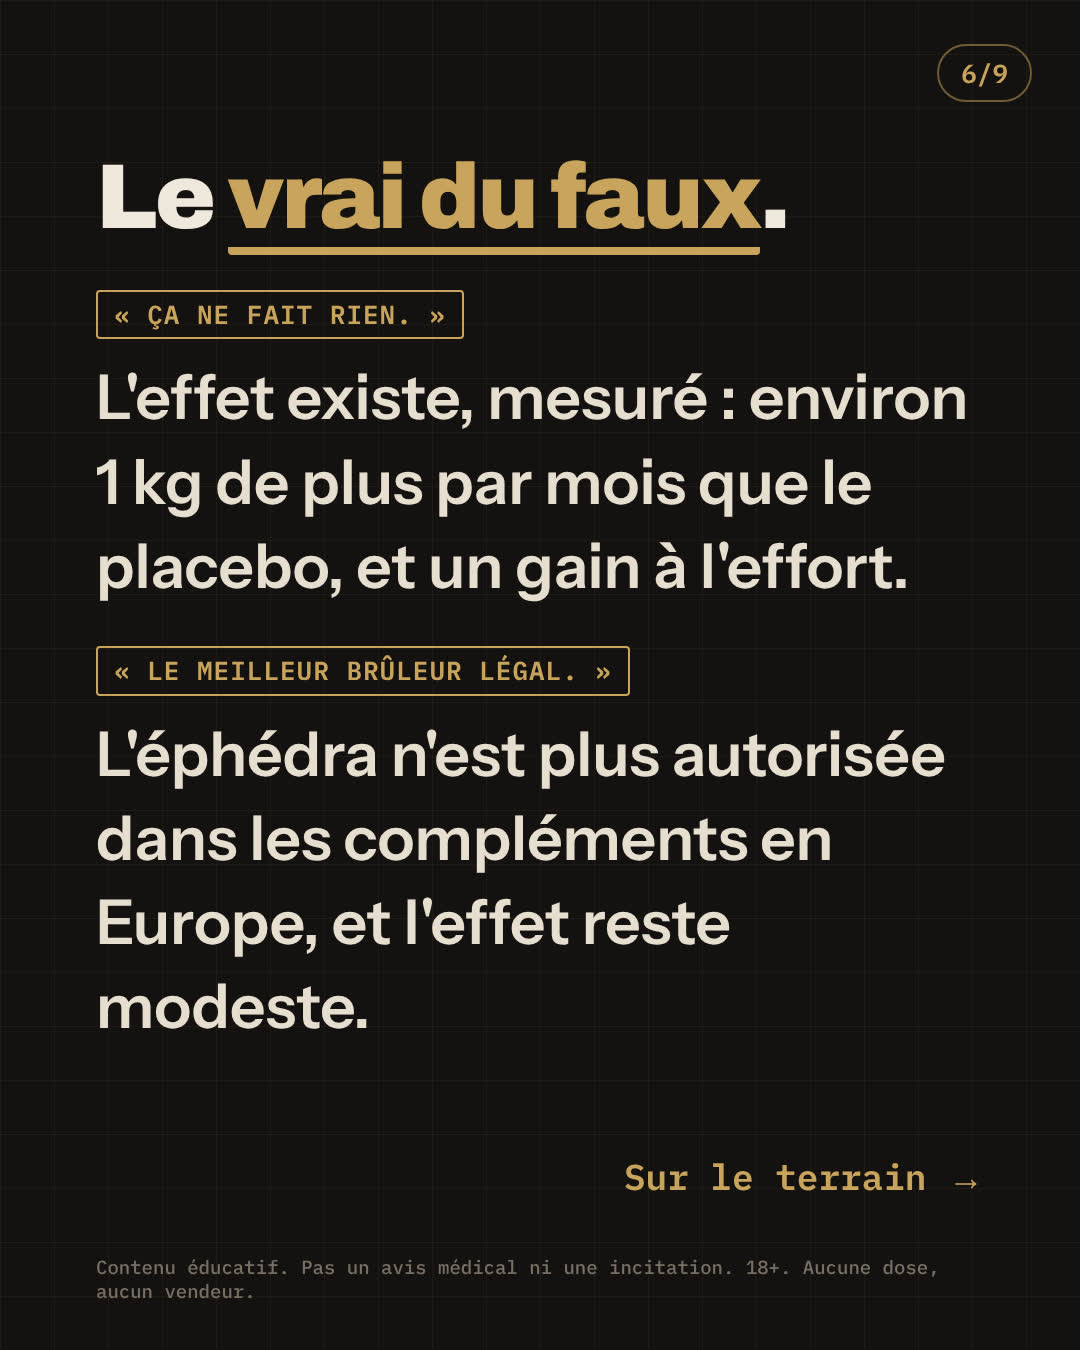 6/9
Le vrai du faux.
« ÇA NE FAIT RIEN. »
L'effet existe, mesuré : environ
1 kg de plus par mois que le
placebo, et un gain à l'effort.
« LE MEILLEUR BRÛLEUR LÉGAL. »
L'éphédra n'est plus autorisée
dans les compléments en
Europe, et l'effet reste
modeste.
Sur le terrain →
Contenu éducatif. Pas un avis médical ni une incitation. 18+. Aucune dose,
aucun vendeur.